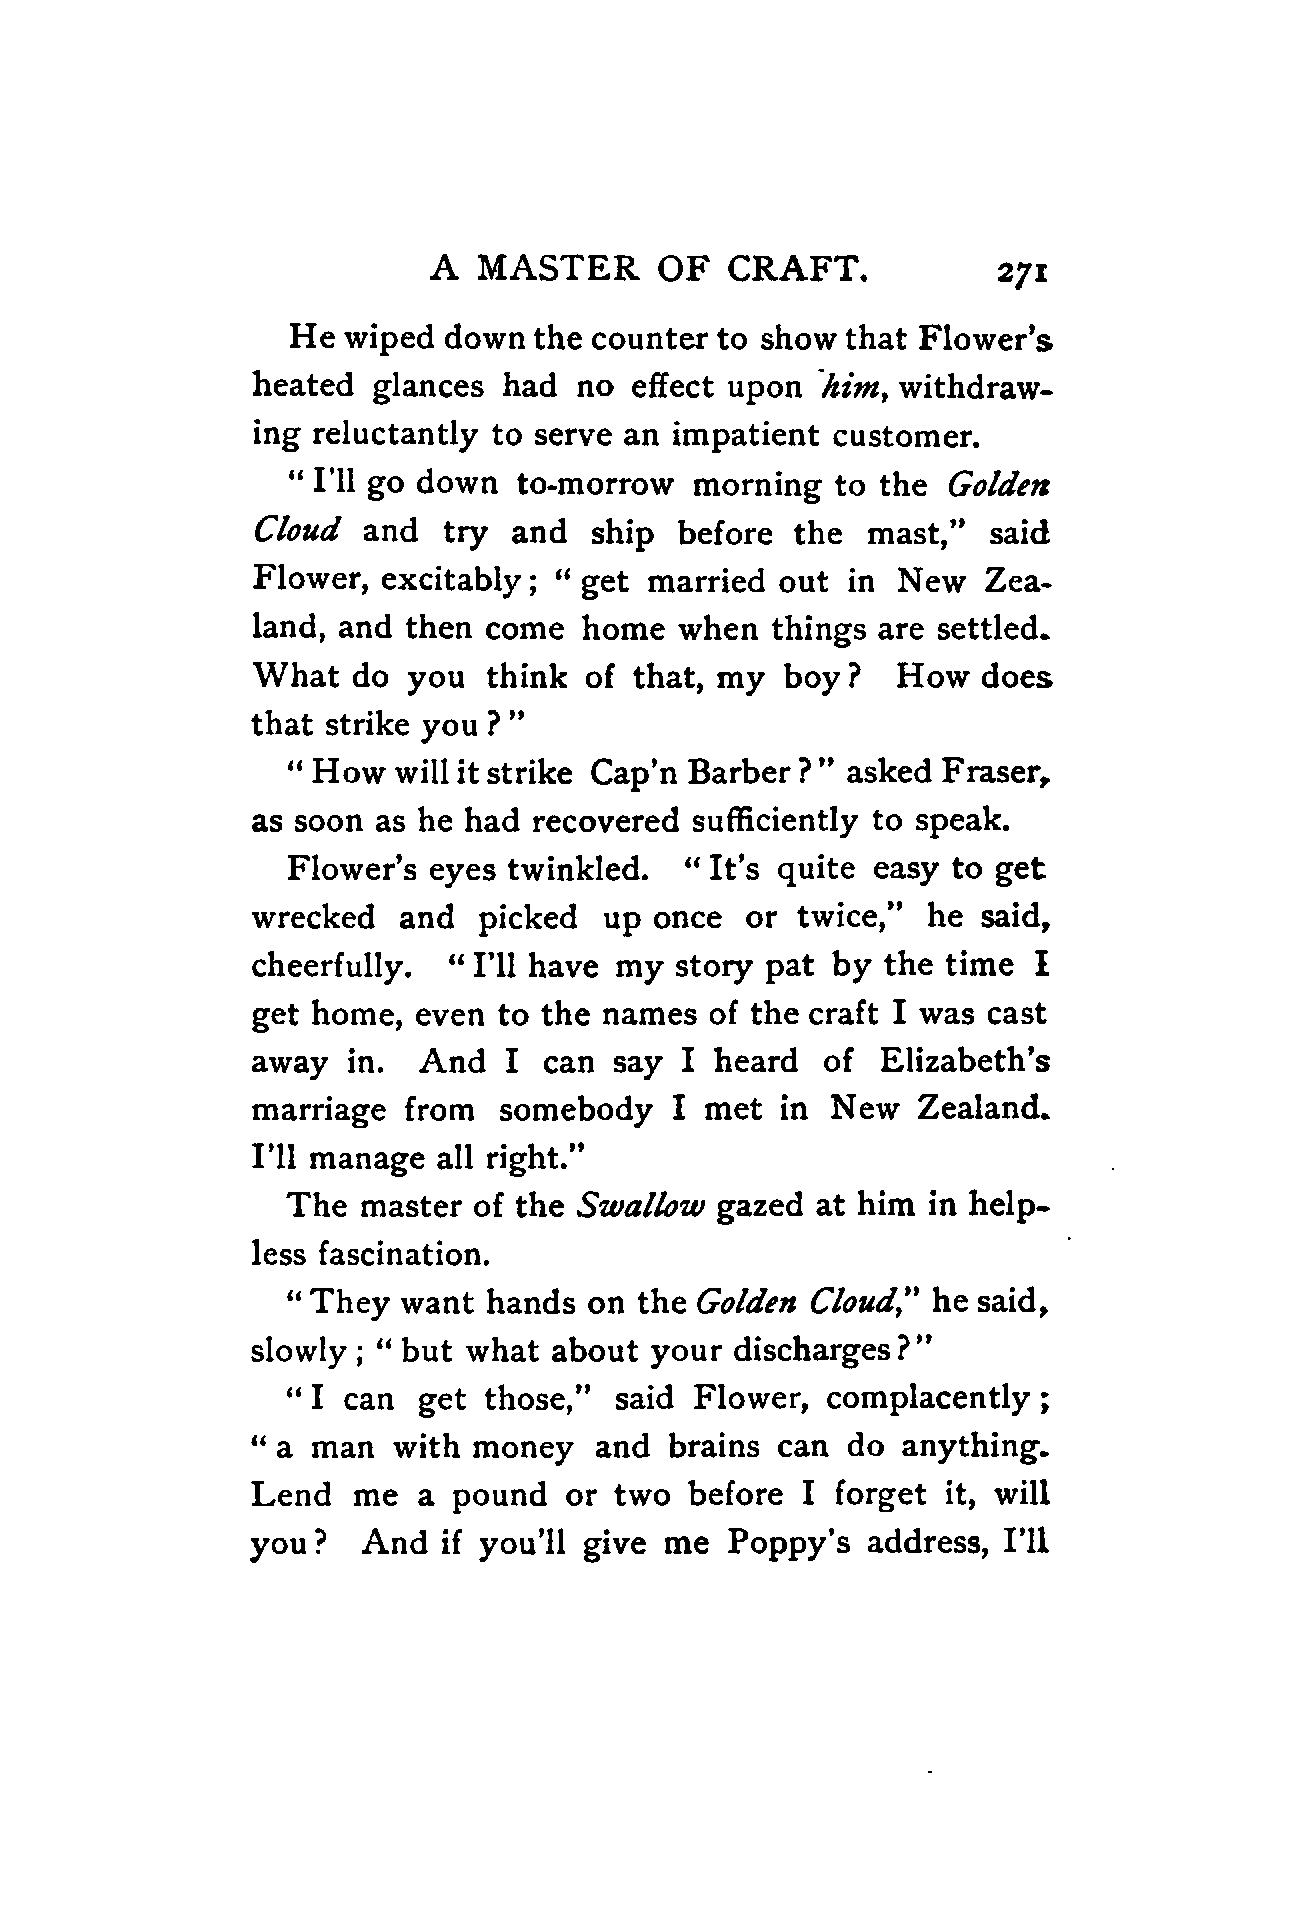 A MASTER OF CRAFT. 271
He wiped down the counter to show that Flower's
heated glances had no effect upon him, withdraw-
ing reluctantly to serve an impatient customer.
" I'll go down to-morrow morning to the Golden
Cloud and try and ship before the mast," said
Flower, excitably ; " get married out in New Zea-
land, and then come home when things are settled.
What do you think of that, my boy ? How does
that strike you ? "
" How will it strike Cap'n Barber ? " asked Fraser,
as soon as he had recovered sufficiently to speak.
Flower's eyes twinkled. " It's quite easy to get
wrecked and picked up once or twice," he said,
cheerfully. " I'll have my story pat by the time I
get home, even to the names of the craft I was cast
away in. And I can say I heard of Elizabeth's
marriage from somebody I met in New Zealand.
I'll manage all right."
The master of the Swallow gazed at him in help-
less fascination.
" They want hands on the Golden Cloud," he said,
slowly ; " but what about your discharges ? "
" I can get those," said Flower, complacently ;
" a man with money and brains can do anything.
Lend me a pound or two before I forget it, will
you ? And if you'll give me Poppy's address, I'll